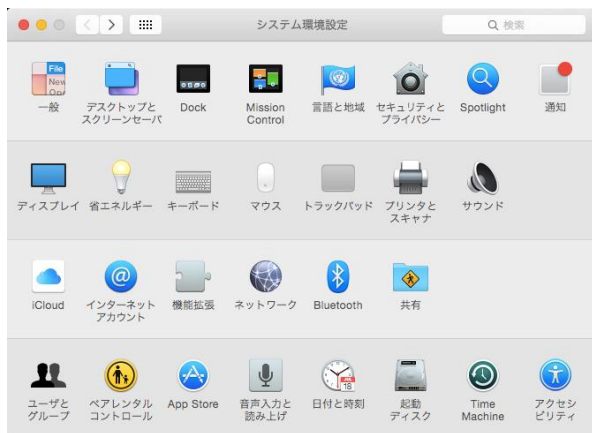 システム環境設定
検索
File
New
一般
デスクトップと
スクリーンセーバ
Dock
Mission
Control
言語と地域
セキュリティと
プライバシー
Spotlight
通知
ディスプレイ
省エネルギー
キーボード
マウス
トラックパッド
プリンタと
スキャナ
サウンド
iCloud
@
インターネット
アカウント
機能拡張
ネットワーク
Bluetooth
共有
ユーザと
グループ
ペアレンタル
コントロール
App Store
音声入力と
読み上げ
18
日付と時刻
起動
ディスク
Time
Machine
アクセシ
ビリティ